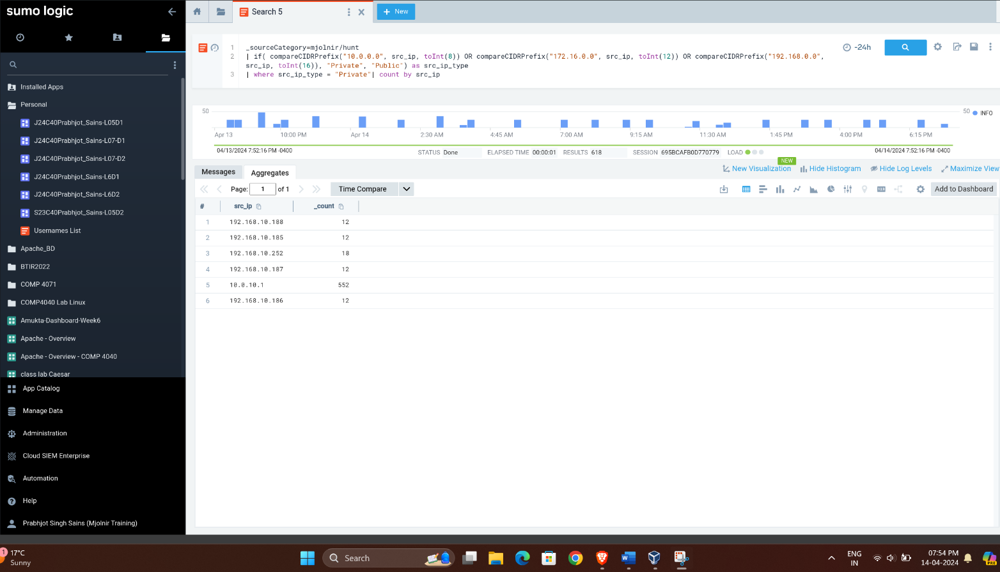 sumo logic
Search 5
New
Installed Apps
Personal
J24C40Prabhjot_Sains-L05D1
J24C40Prabhjot_Sains-L07-D1
J24C40Prabhjot_Sains-L07-D2
J24C40Prabhjot_Sains-L6D1
J24C40Prabhjot_Sains-L6D2
S23C40Prabhjot_Sains-L05D2
Usernames List
Apache_BD
BTIR2022
COMP 4071
COMP4040 Lab Linux
Amukta-Dashboard-Week6
Apache - Overview
Apache - Overview - COMP 4040
class lab Caesar
App Catalog
Manage Data
Administration
Cloud SIEM Enterprise
Automation
Help
Prabhjot Singh Sains (Mjolnir Training)
1 _sourceCategory=mjolnir/hunt
2 | if( compareCIDRPrefix("10.0.0.0", src_ip, toInt(8)) OR compareCIDRPrefix("172.16.0.0", src_ip, toInt(12)) OR compareCIDRPrefix("192.168.0.0",
src_ip, toInt(16)), "Private", "Public") as src_ip_type
3 | where src_ip_type = "Private"| count by src_ip
-24h
50
50
INFO
Apr 13 10:00 PM Apr 14 2:30 AM 4:45 AM 7:00 AM 9:15 AM 11:30 AM 1:45 PM 4:00 PM 6:15 PM
04/13/2024 7:52:16 PM -0400
STATUS Done ELAPSED TIME 00:00:01 RESULTS 618 SESSION 695BCAFB0D770779 LOAD
04/14/2024 7:52:16 PM -0400
NEW
Messages Aggregates
New Visualization Hide Histogram Hide Log Levels Maximize View
Page: 1 of 1 Time Compare
Add to Dashboard
# src_ip _count
1 192.168.10.188 12
2 192.168.10.185 12
3 192.168.10.252 18
4 192.168.10.187 12
5 10.0.10.1 552
6 192.168.10.186 12
1
17°C
Sunny
Search
ENG
IN
07:54 PM
14-04-2024
PRE